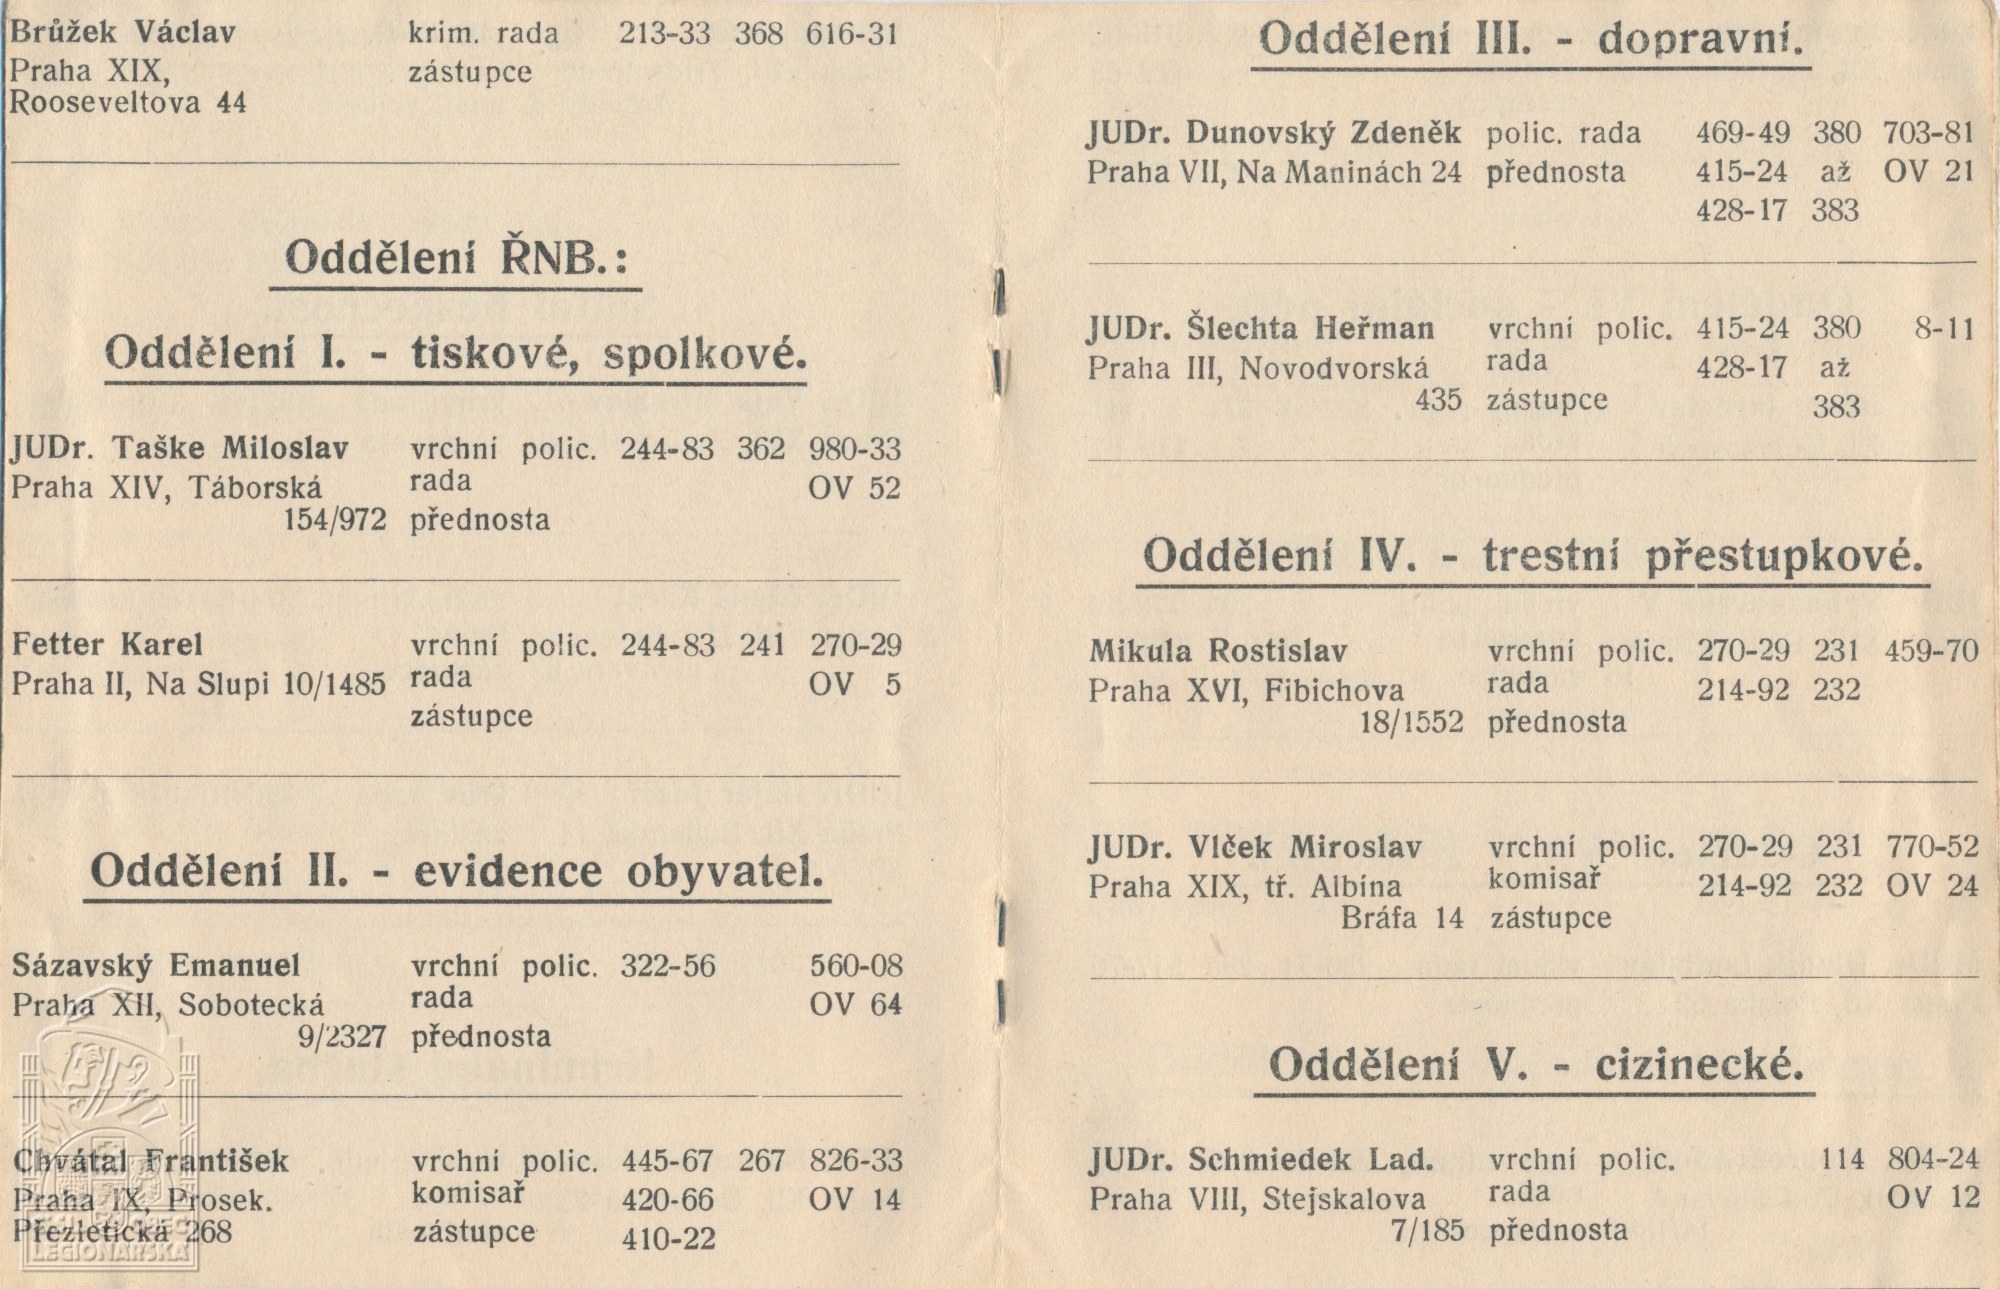 Brůžek Václav krim. rada 213-33 368 616-31
Praha XIX, zástupce
Rooseveltova 44
Oddělení ŘNB.:
Oddělení I. - tiskové, spolkové.
JUDr. Taške Miloslav vrchní polic. 244-83 362 980-33
Praha XIV, Táborská rada OV 52
154/972 přednosta
Fetter Karel vrchní polic. 244-83 241 270-29
Praha II, Na Slupi 10/1485 rada OV 5
zástupce
Oddělení II. - evidence obyvatel.
Sázavský Emanuel vrchní polic. 322-56 560-08
Praha XII, Sobotecká rada OV 64
9/2327 přednosta
Chvátal František vrchní polic. 445-67 267 826-33
Praha IX, Prosek. komisař 420-66 OV 14
Přezletická 268 zástupce 410-22
OBEC
LEGIONÁŘSKÁ
Oddělení III. - dopravní.
JUDr. Dunovský Zdeněk polic. rada 469-49 380 703-81
Praha VII, Na Maninách 24 přednosta 415-24 až OV 21
428-17 383
JUDr. Šlechta Heřman vrchní polic. 415-24 380 8-11
Praha III, Novodvorská rada 428-17 až
435 zástupce 383
Oddělení IV. - trestní přestupkové.
Mikula Rostislav vrchní polic. 270-29 231 459-70
Praha XVI, Fibichova rada 214-92 232
18/1552 přednosta
JUDr. Vlček Miroslav vrchní polic. 270-29 231 770-52
Praha XIX, tř. Albína komisař 214-92 232 OV 24
Bráfa 14 zástupce
Oddělení V. - cizinecké.
JUDr. Schmiedek Lad. vrchní polic. 114 804-24
Praha VIII, Stejskalova rada OV 12
7/185 přednosta